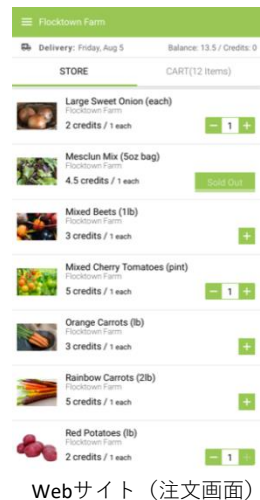 Flocktown Farm
Delivery: Friday, Aug 5 Balance: 13.5 / Credits: 0
STORE CART(12 Items)
Large Sweet Onion (each)
Flocktown Farm
2 credits / 1 each
- 1 +
Mesclun Mix (5oz bag)
Flocktown Farm
4.5 credits / 1 each
Sold Out
Mixed Beets (1lb)
Flocktown Farm
3 credits / 1 each
+
Mixed Cherry Tomatoes (pint)
Flocktown Farm
5 credits / 1 each
- 1 +
Orange Carrots (lb)
Flocktown Farm
3 credits / 1 each
+
Rainbow Carrots (2lb)
Flocktown Farm
5 credits / 1 each
+
Red Potatoes (lb)
Flocktown Farm
2 credits / 1 each
- 1 +
Webサイト（注文画面）